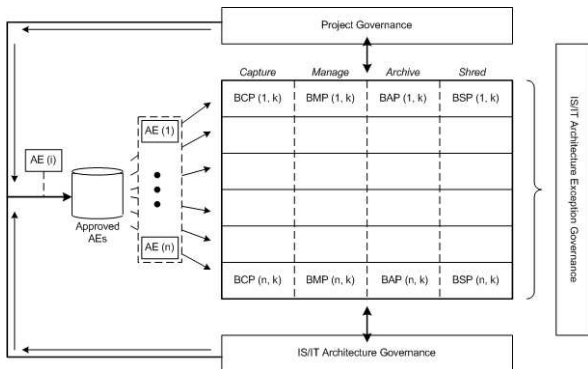 Project Governance
Capture Manage Archive Shred
BCP (1, k) BMP (1, k) BAP (1, k) BSP (1, k)
AE (1)
AE (i)
Approved
AEs
AE (n)
BCP (n, k) BMP (n, k) BAP (n, k) BSP (n, k)
IS/IT Architecture Governance
IS/IT Architecture Exception Governance